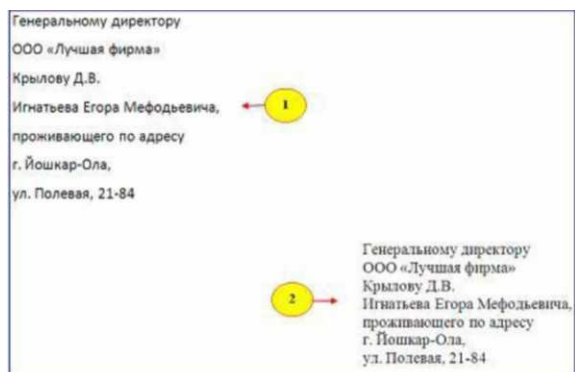 Генеральному директору
ООО «Лучшая фирма»
Крылову Д.В.
Игнатьева Егора Мефодьевича,
1
проживающего по адресу
г. Йошкар-Ола,
ул. Полевая, 21-84
Генеральному директору
ООО «Лучшая фирма»
Крылову Д.В.
2
Игнатьева Егора Мефодьевича,
проживающего по адресу
г. Йошкар-Ола,
ул. Полевая, 21-84